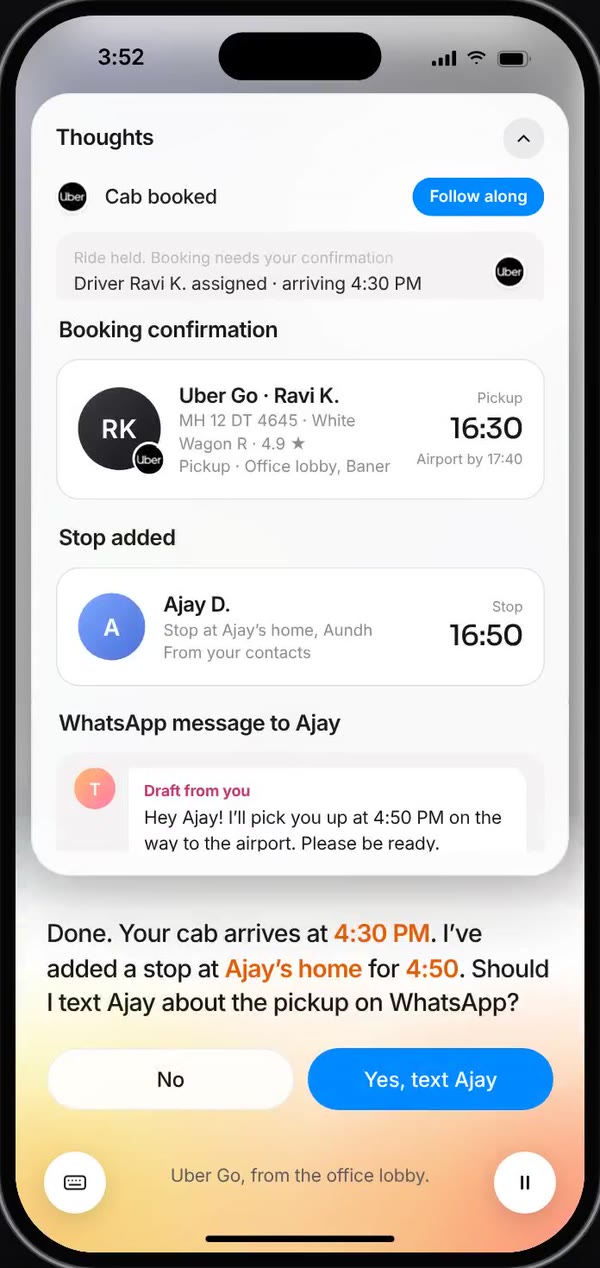 3:52
Thoughts
Uber
Cab booked
Follow along
Ride held. Booking needs your confirmation
Driver Ravi K. assigned · arriving 4:30 PM
Uber
Booking confirmation
RK
Uber
Uber Go · Ravi K.
MH 12 DT 4645 · White
Wagon R · 4.9 ★
Pickup · Office lobby, Baner
Pickup
16:30
Airport by 17:40
Stop added
A
Ajay D.
Stop at Ajay’s home, Aundh
From your contacts
Stop
16:50
WhatsApp message to Ajay
T
Draft from you
Hey Ajay! I’ll pick you up at 4:50 PM on the
way to the airport. Please be ready.
Done. Your cab arrives at 4:30 PM. I’ve
added a stop at Ajay’s home for 4:50. Should
I text Ajay about the pickup on WhatsApp?
No
Yes, text Ajay
Uber Go, from the office lobby.